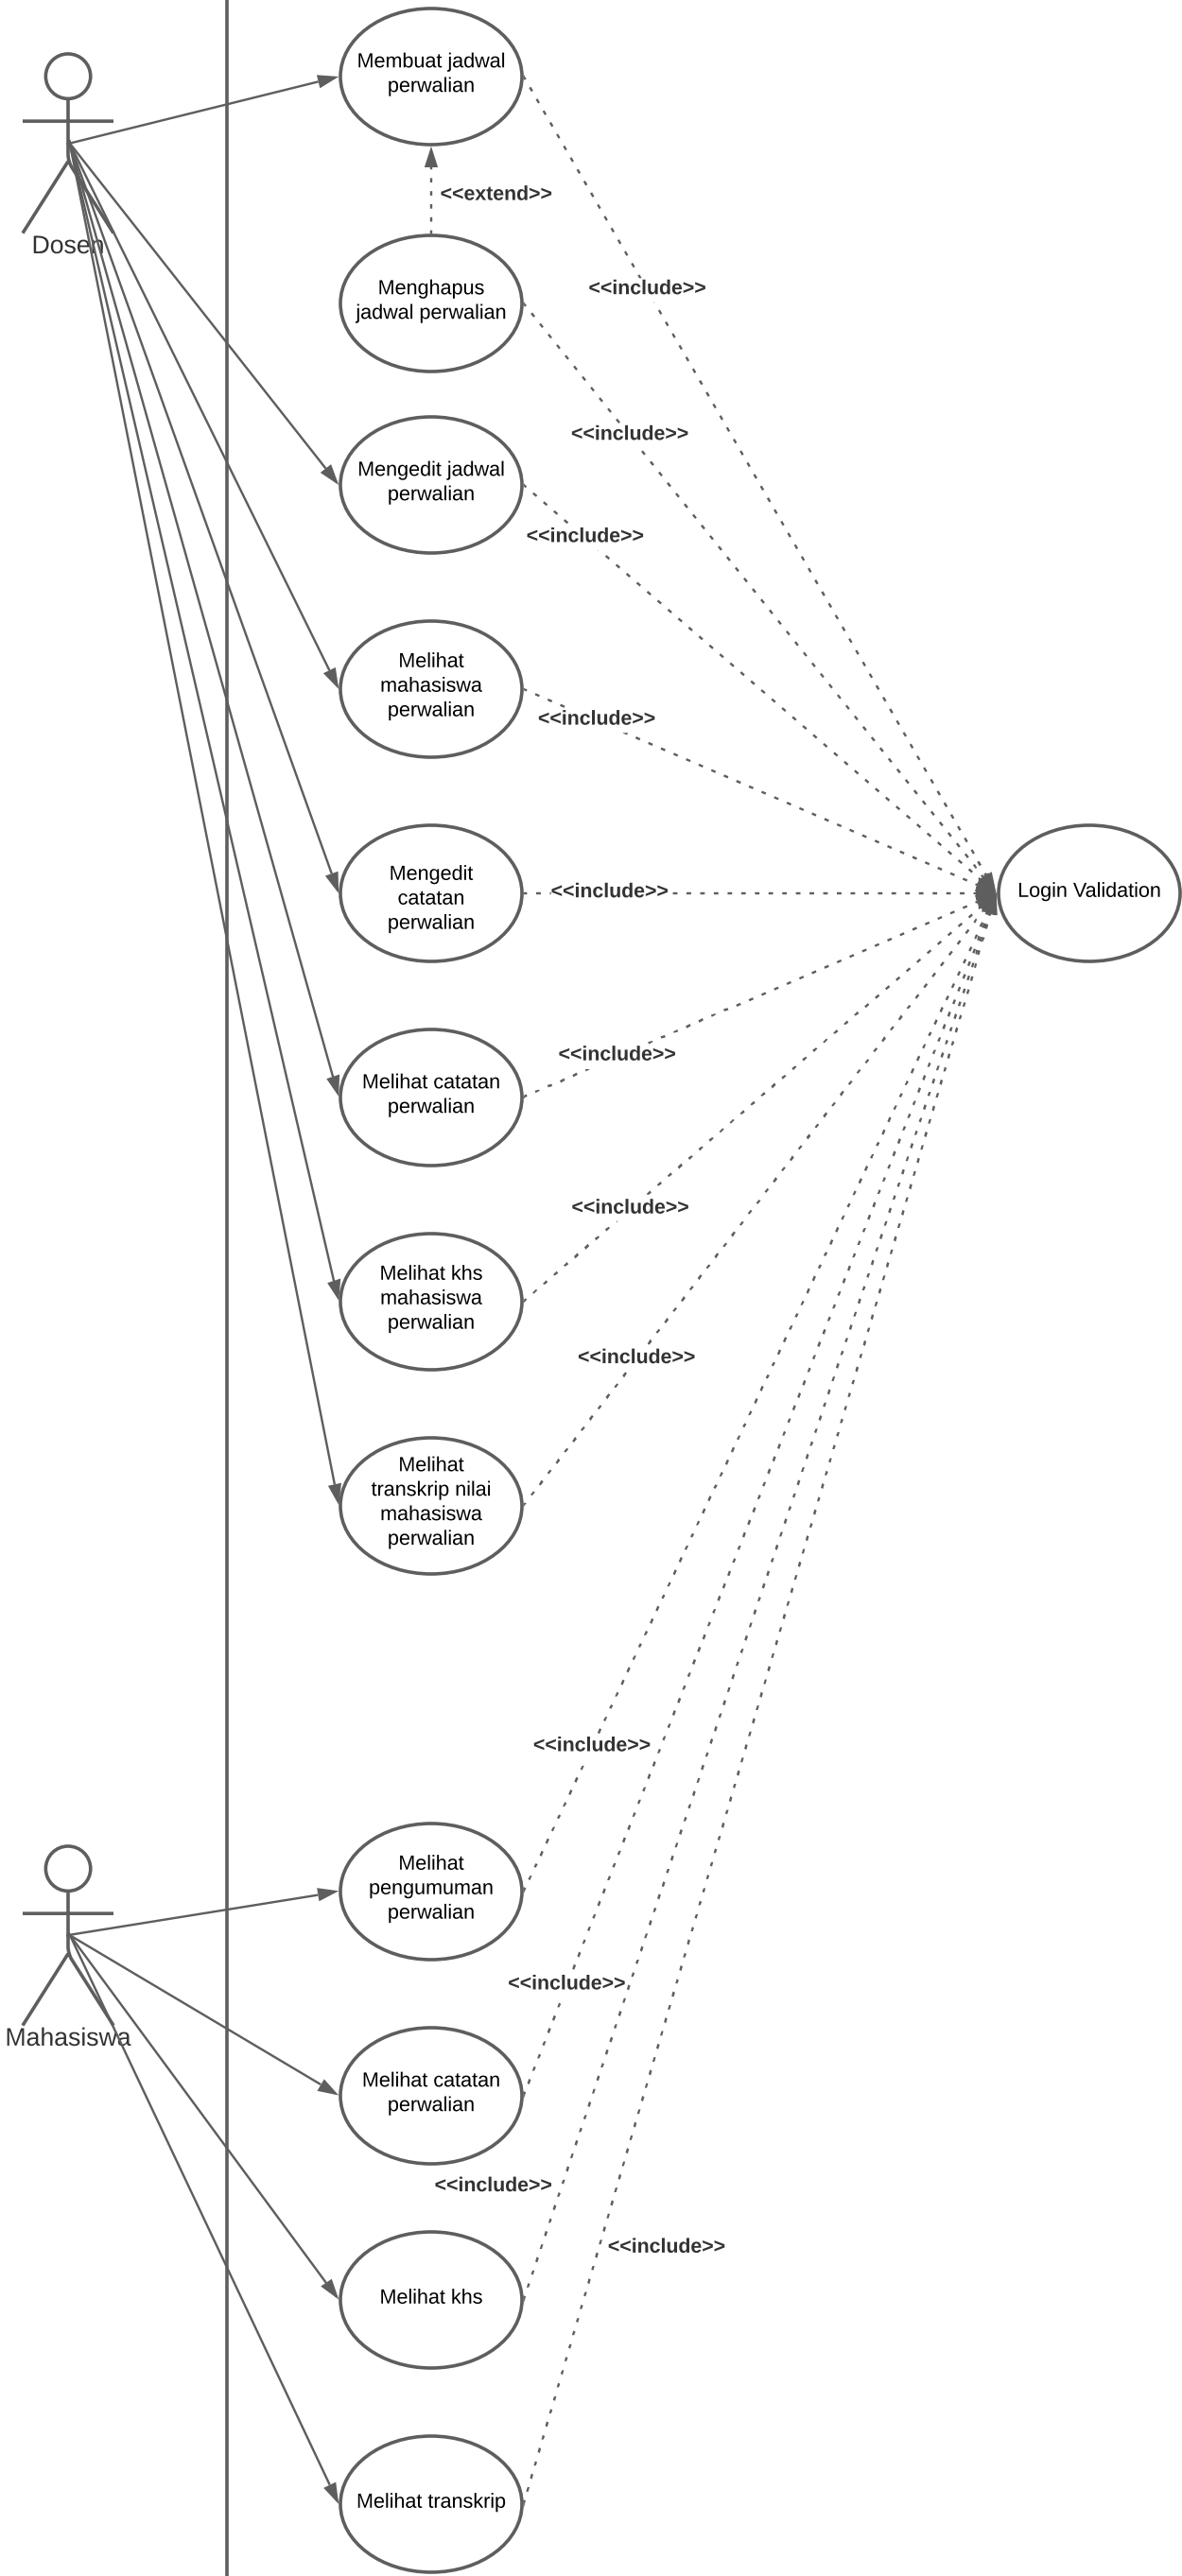 Membuat jadwal
perwalian
<<extend>>
Dosen
Menghapus
jadwal perwalian
<<include>>
<<include>>
Mengedit jadwal
perwalian
<<include>>
Melihat
mahasiswa
perwalian
<<include>>
Mengedit
catatan
perwalian
<<include>>
Login Validation
Melihat catatan
perwalian
<<include>>
Melihat khs
mahasiswa
perwalian
<<include>>
<<include>>
Melihat
transkrip nilai
mahasiswa
perwalian
<<include>>
Melihat
pengumuman
perwalian
<<include>>
Mahasiswa
Melihat catatan
perwalian
<<include>>
<<include>>
Melihat khs
Melihat transkrip